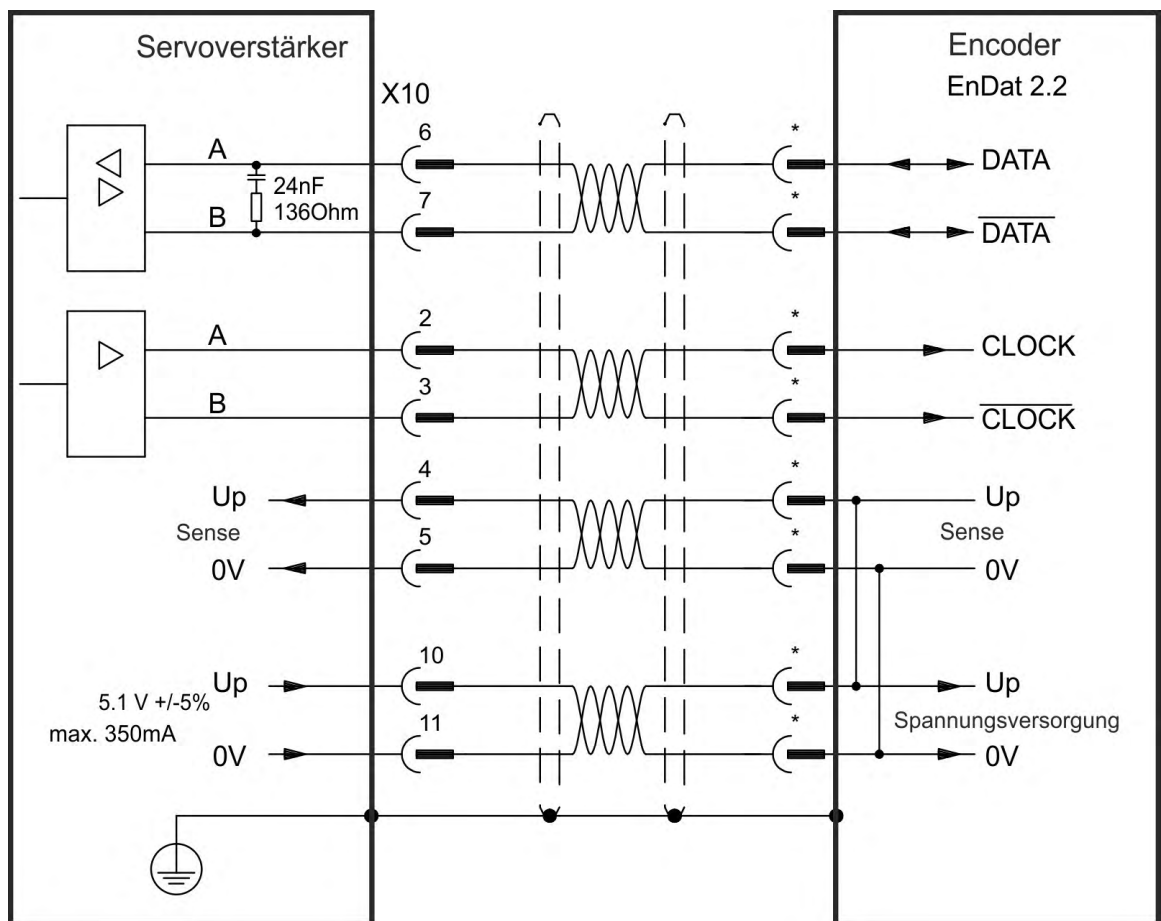 Servoverstärker
Encoder
EnDat 2.2
X10
A
6
*
DATA
24nF
136Ohm
B
7
*
DATA
A
2
*
CLOCK
B
3
*
CLOCK
Up
4
*
Up
Sense
Sense
0V
5
*
0V
Up
10
*
Up
5.1 V +/-5%
max. 350mA
Spannungsversorgung
0V
11
*
0V